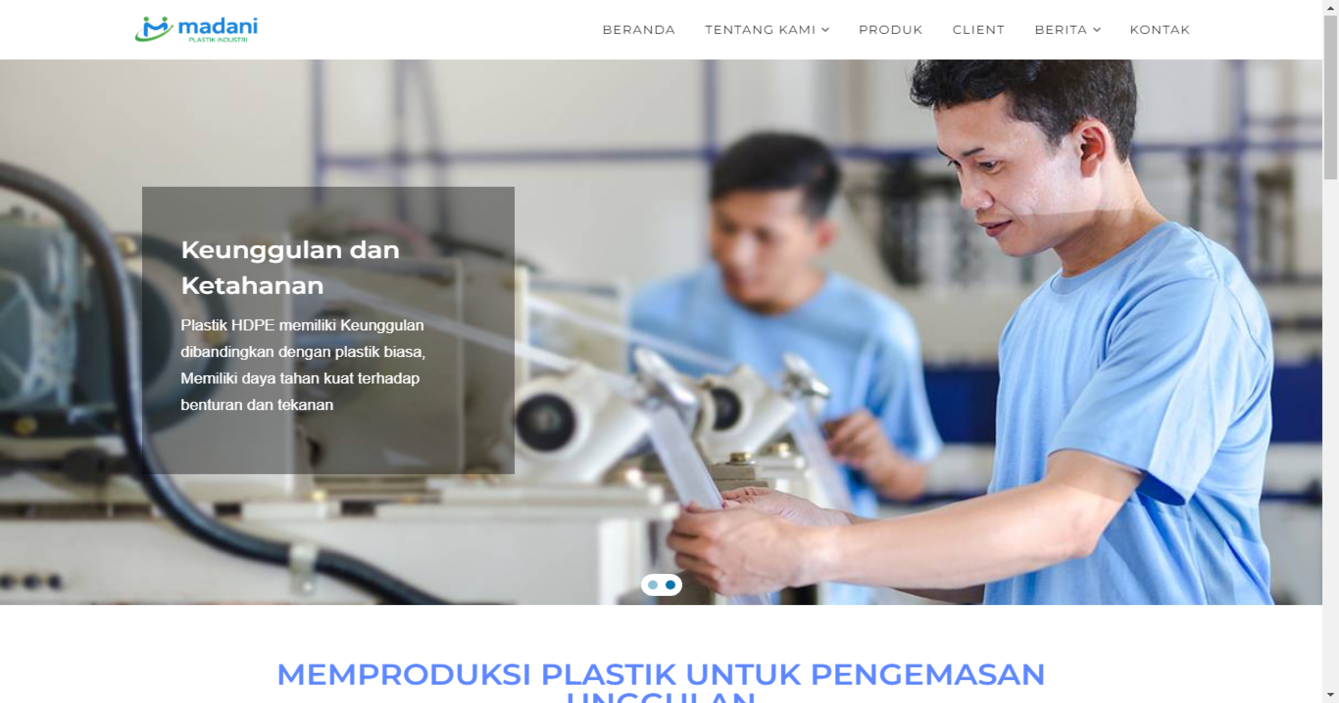 madani
PLASTIK INDUSTRI
BERANDA
TENTANG KAMI
PRODUK
CLIENT
BERITA
KONTAK
Keunggulan dan
Ketahanan
Plastik HDPE memiliki Keunggulan
dibandingkan dengan plastik biasa,
Memiliki daya tahan kuat terhadap
benturan dan tekanan
MEMPRODUKSI PLASTIK UNTUK PENGEMASAN
UNGGULAN